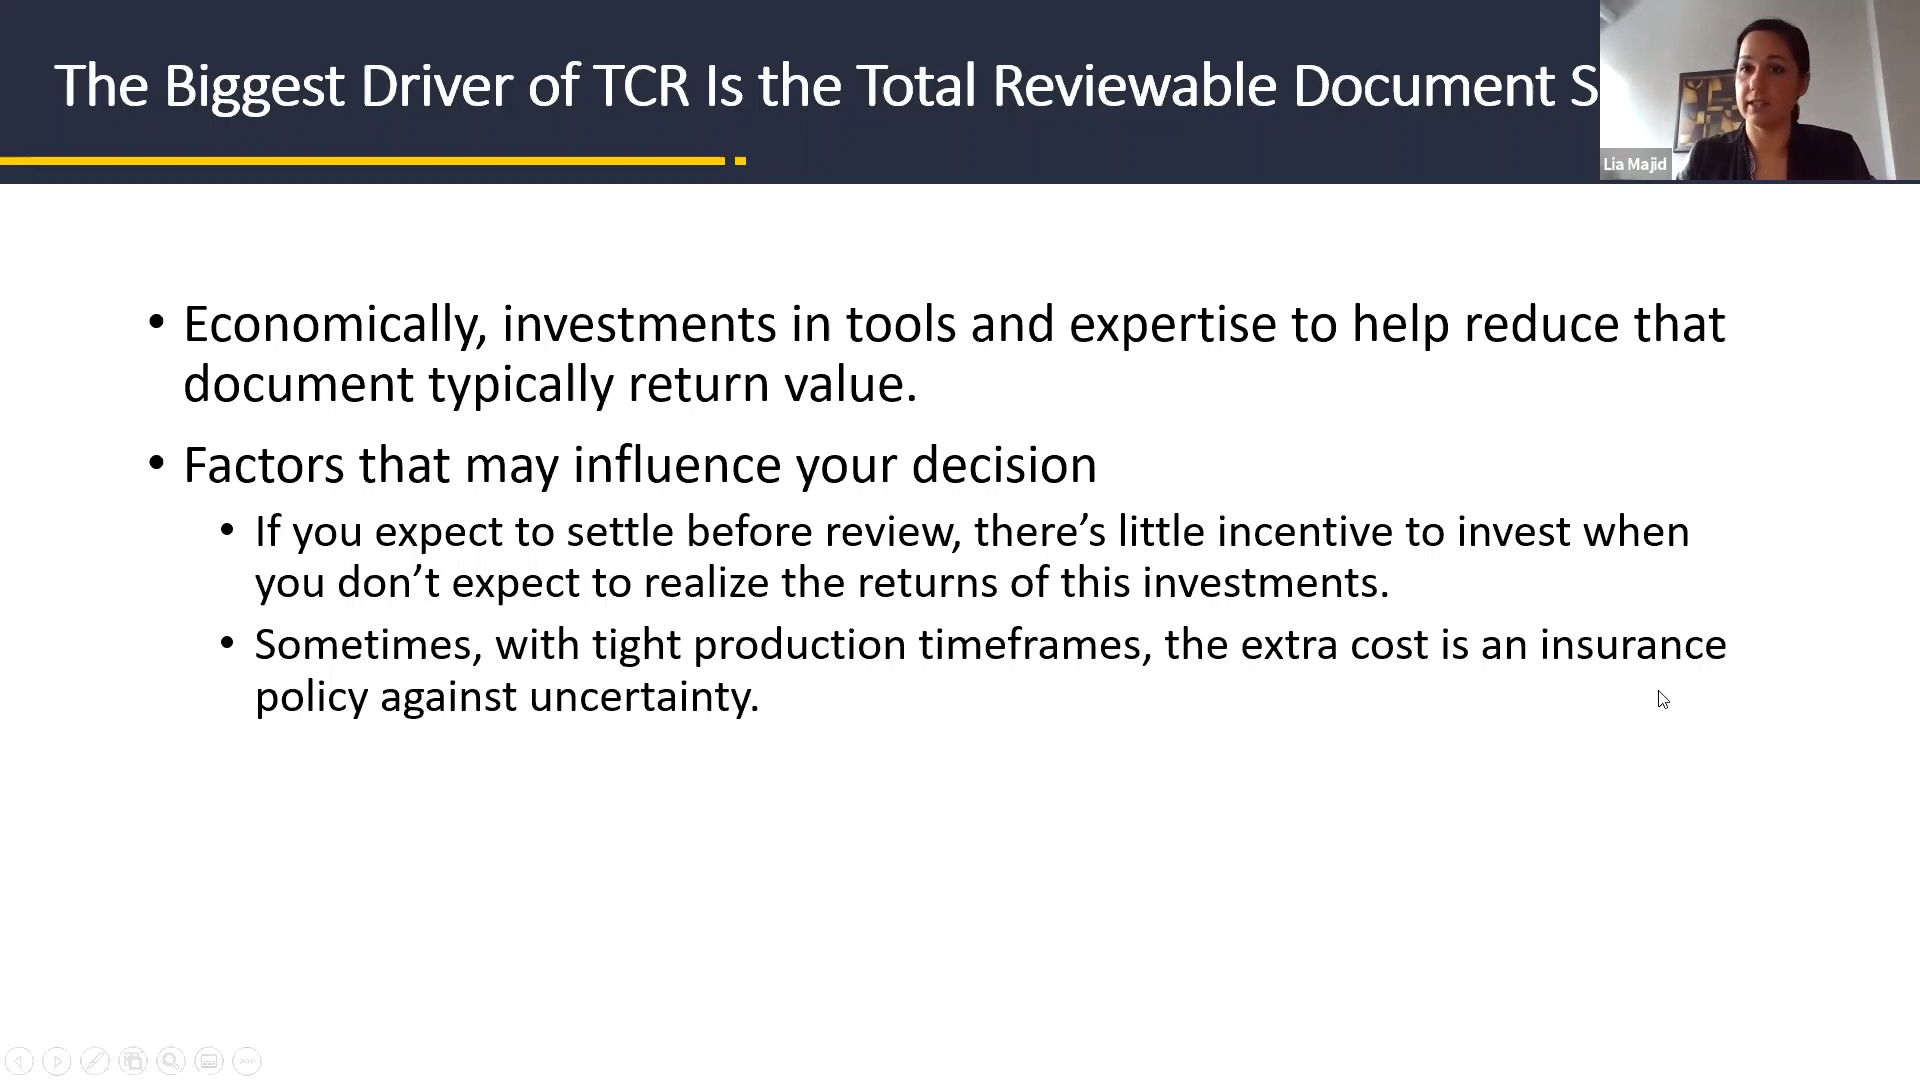 The Biggest Driver of TCR Is the Total Reviewable Document S
Lia Majid
• Economically, investments in tools and expertise to help reduce that
document typically return value.
• Factors that may influence your decision
• If you expect to settle before review, there’s little incentive to invest when
you don’t expect to realize the returns of this investments.
• Sometimes, with tight production timeframes, the extra cost is an insurance
policy against uncertainty.